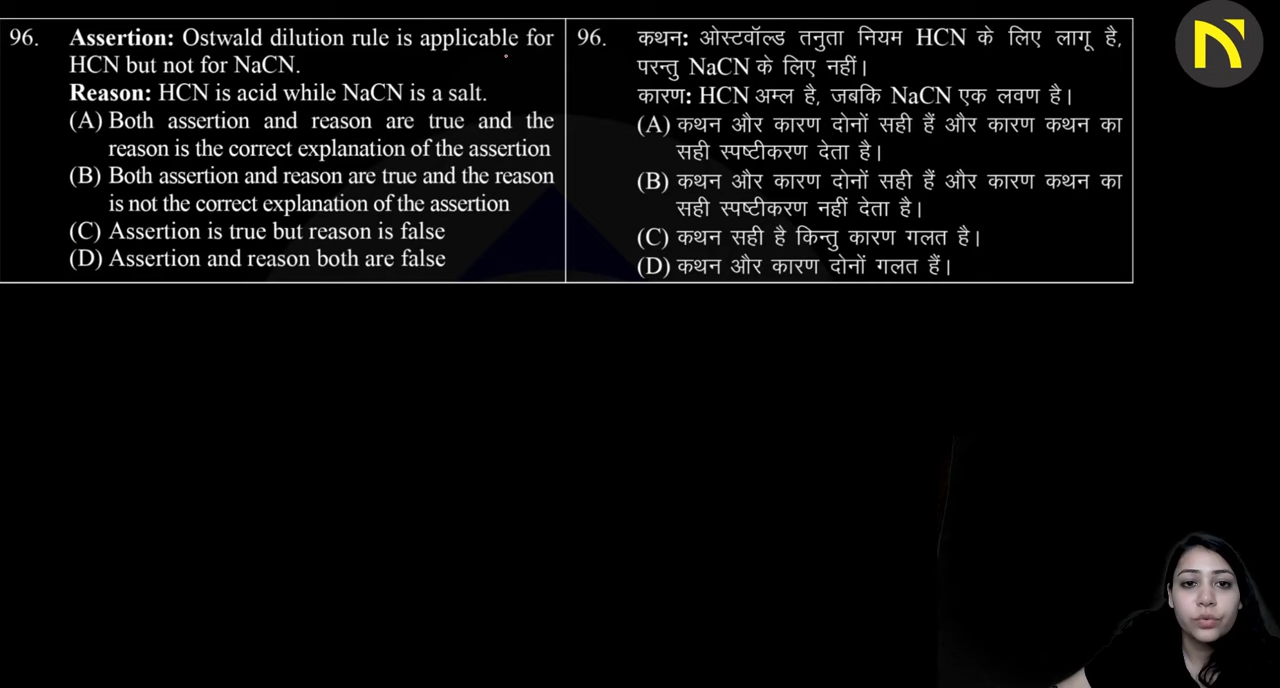 96. Assertion: Ostwald dilution rule is applicable for
HCN but not for NaCN.
Reason: HCN is acid while NaCN is a salt.
(A) Both assertion and reason are true and the
reason is the correct explanation of the assertion
(B) Both assertion and reason are true and the reason
is not the correct explanation of the assertion
(C) Assertion is true but reason is false
(D) Assertion and reason both are false
96. कथन: ओस्टवॉल्ड तनुता नियम HCN के लिए लागू है,
परन्तु NaCN के लिए नहीं।
कारण: HCN अम्ल है, जबकि NaCN एक लवण है।
(A) कथन और कारण दोनों सही हैं और कारण कथन का
सही स्पष्टीकरण देता है।
(B) कथन और कारण दोनों सही हैं और कारण कथन का
सही स्पष्टीकरण नहीं देता है।
(C) कथन सही है किन्तु कारण गलत है।
(D) कथन और कारण दोनों गलत हैं।